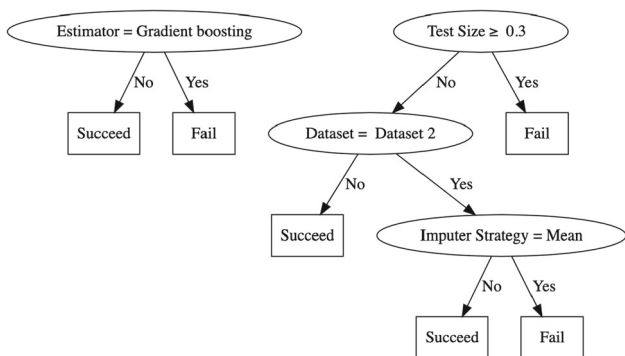 Estimator = Gradient boosting
Test Size ≥ 0.3
No
Yes
No
Yes
Succeed
Fail
Dataset = Dataset 2
Fail
No
Yes
Succeed
Imputer Strategy = Mean
No
Yes
Succeed
Fail